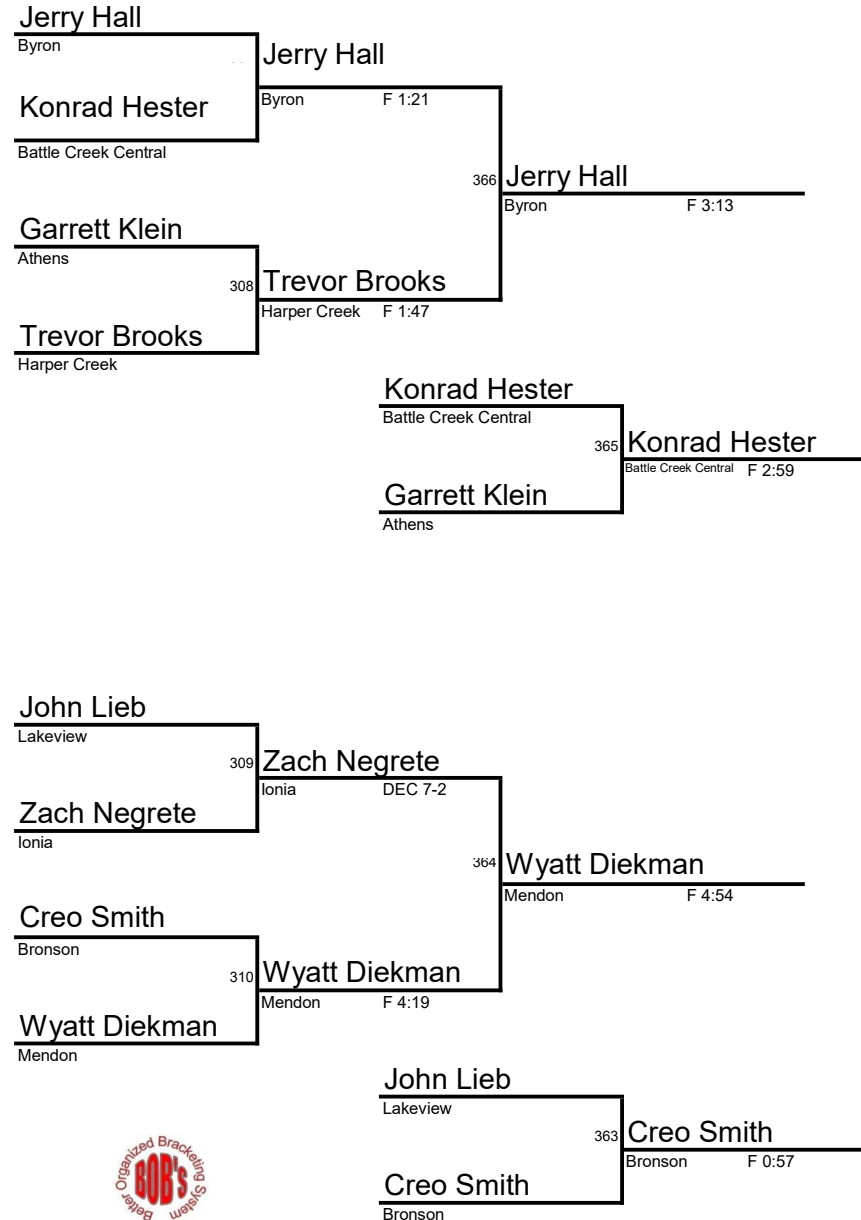 Jerry Hall
Byron
Jerry Hall
Byron F 1:21
Konrad Hester
Battle Creek Central
366 Jerry Hall
Byron F 3:13
Garrett Klein
Athens
308 Trevor Brooks
Harper Creek F 1:47
Trevor Brooks
Harper Creek
Konrad Hester
Battle Creek Central
365 Konrad Hester
Battle Creek Central F 2:59
Garrett Klein
Athens
John Lieb
Lakeview
309 Zach Negrete
Ionia DEC 7-2
Zach Negrete
Ionia
364 Wyatt Diekman
Mendon F 4:54
Creo Smith
Bronson
310 Wyatt Diekman
Mendon F 4:19
Wyatt Diekman
Mendon
John Lieb
Lakeview
363 Creo Smith
Bronson F 0:57
Creo Smith
Bronson
Better Organized Bracketing System
BOB'S